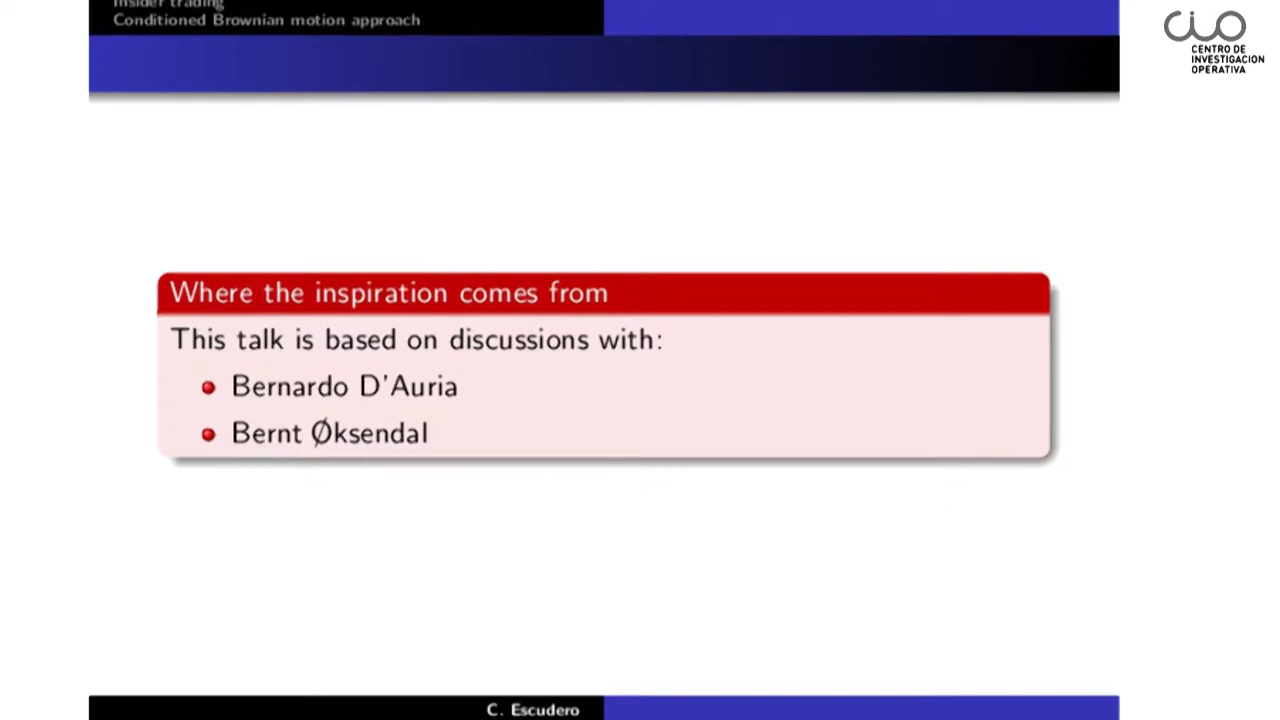 Insider trading
Conditioned Brownian motion approach
CIO
CENTRO DE
INVESTIGACION
OPERATIVA
Where the inspiration comes from
This talk is based on discussions with:
Bernardo D'Auria
Bernt Øksendal
C. Escudero